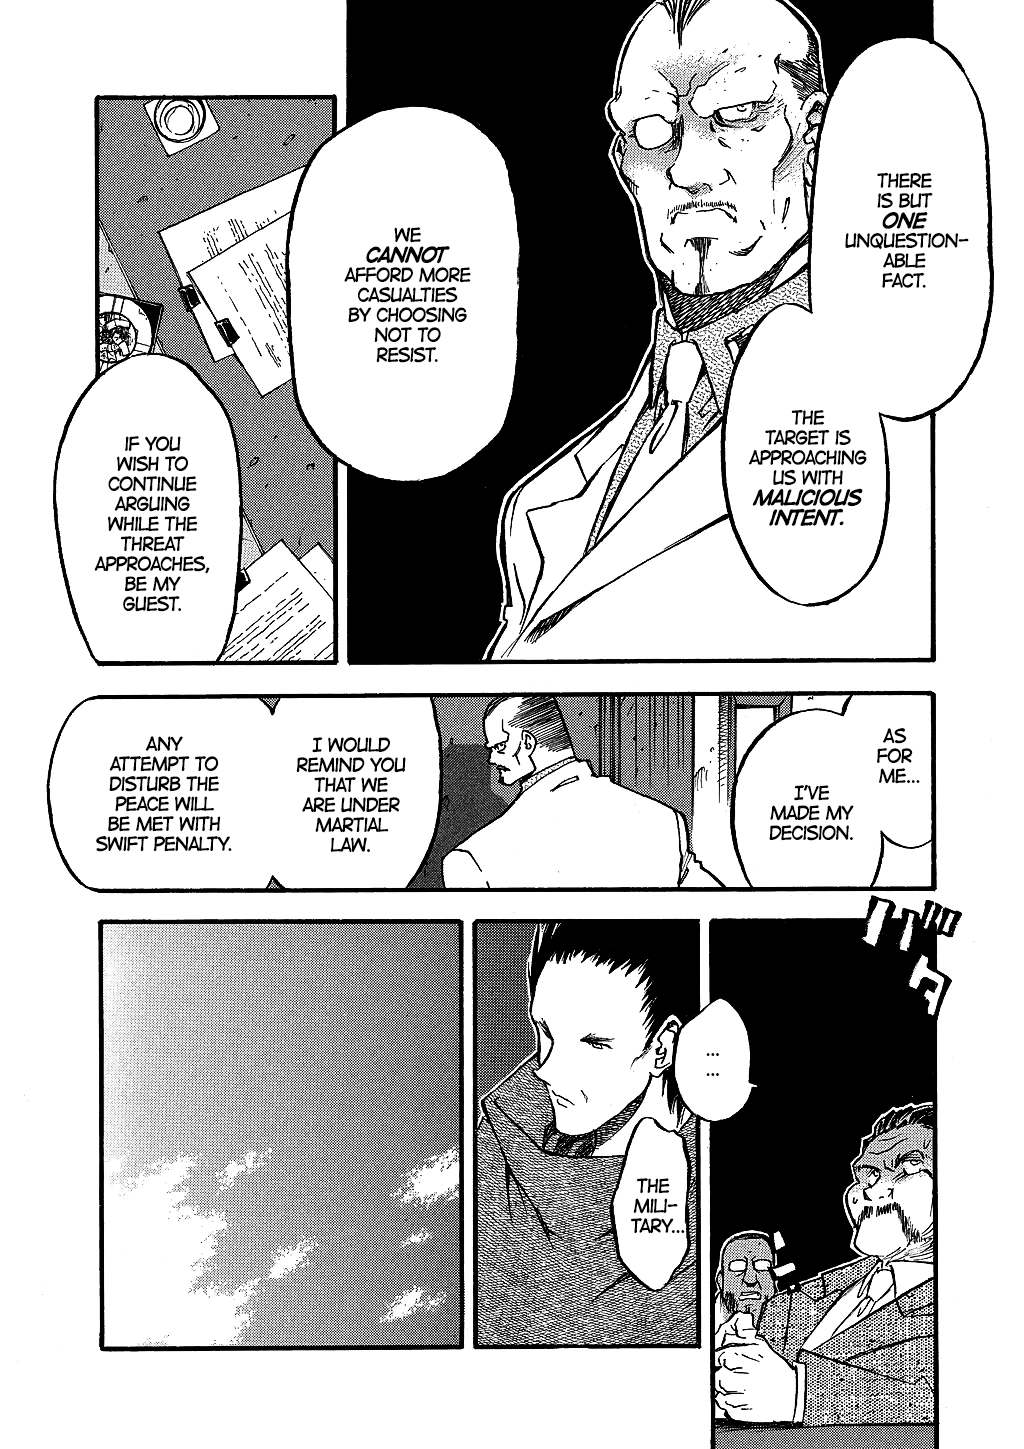 THERE
IS BUT
ONE
UNQUESTION-
ABLE
FACT.
THE
TARGET IS
APPROACHING
US WITH
MALICIOUS
INTENT.
WE
CANNOT
AFFORD MORE
CASUALTIES
BY CHOOSING
NOT TO
RESIST.
IF YOU
WISH TO
CONTINUE
ARGUING
WHILE THE
THREAT
APPROACHES,
BE MY
GUEST.
AS
FOR
ME...
I'VE
MADE MY
DECISION.
I WOULD
REMIND YOU
THAT WE
ARE UNDER
MARTIAL
LAW.
ANY
ATTEMPT TO
DISTURB THE
PEACE WILL
BE MET WITH
SWIFT PENALTY.
...
...
THE
MILI-
TARY...